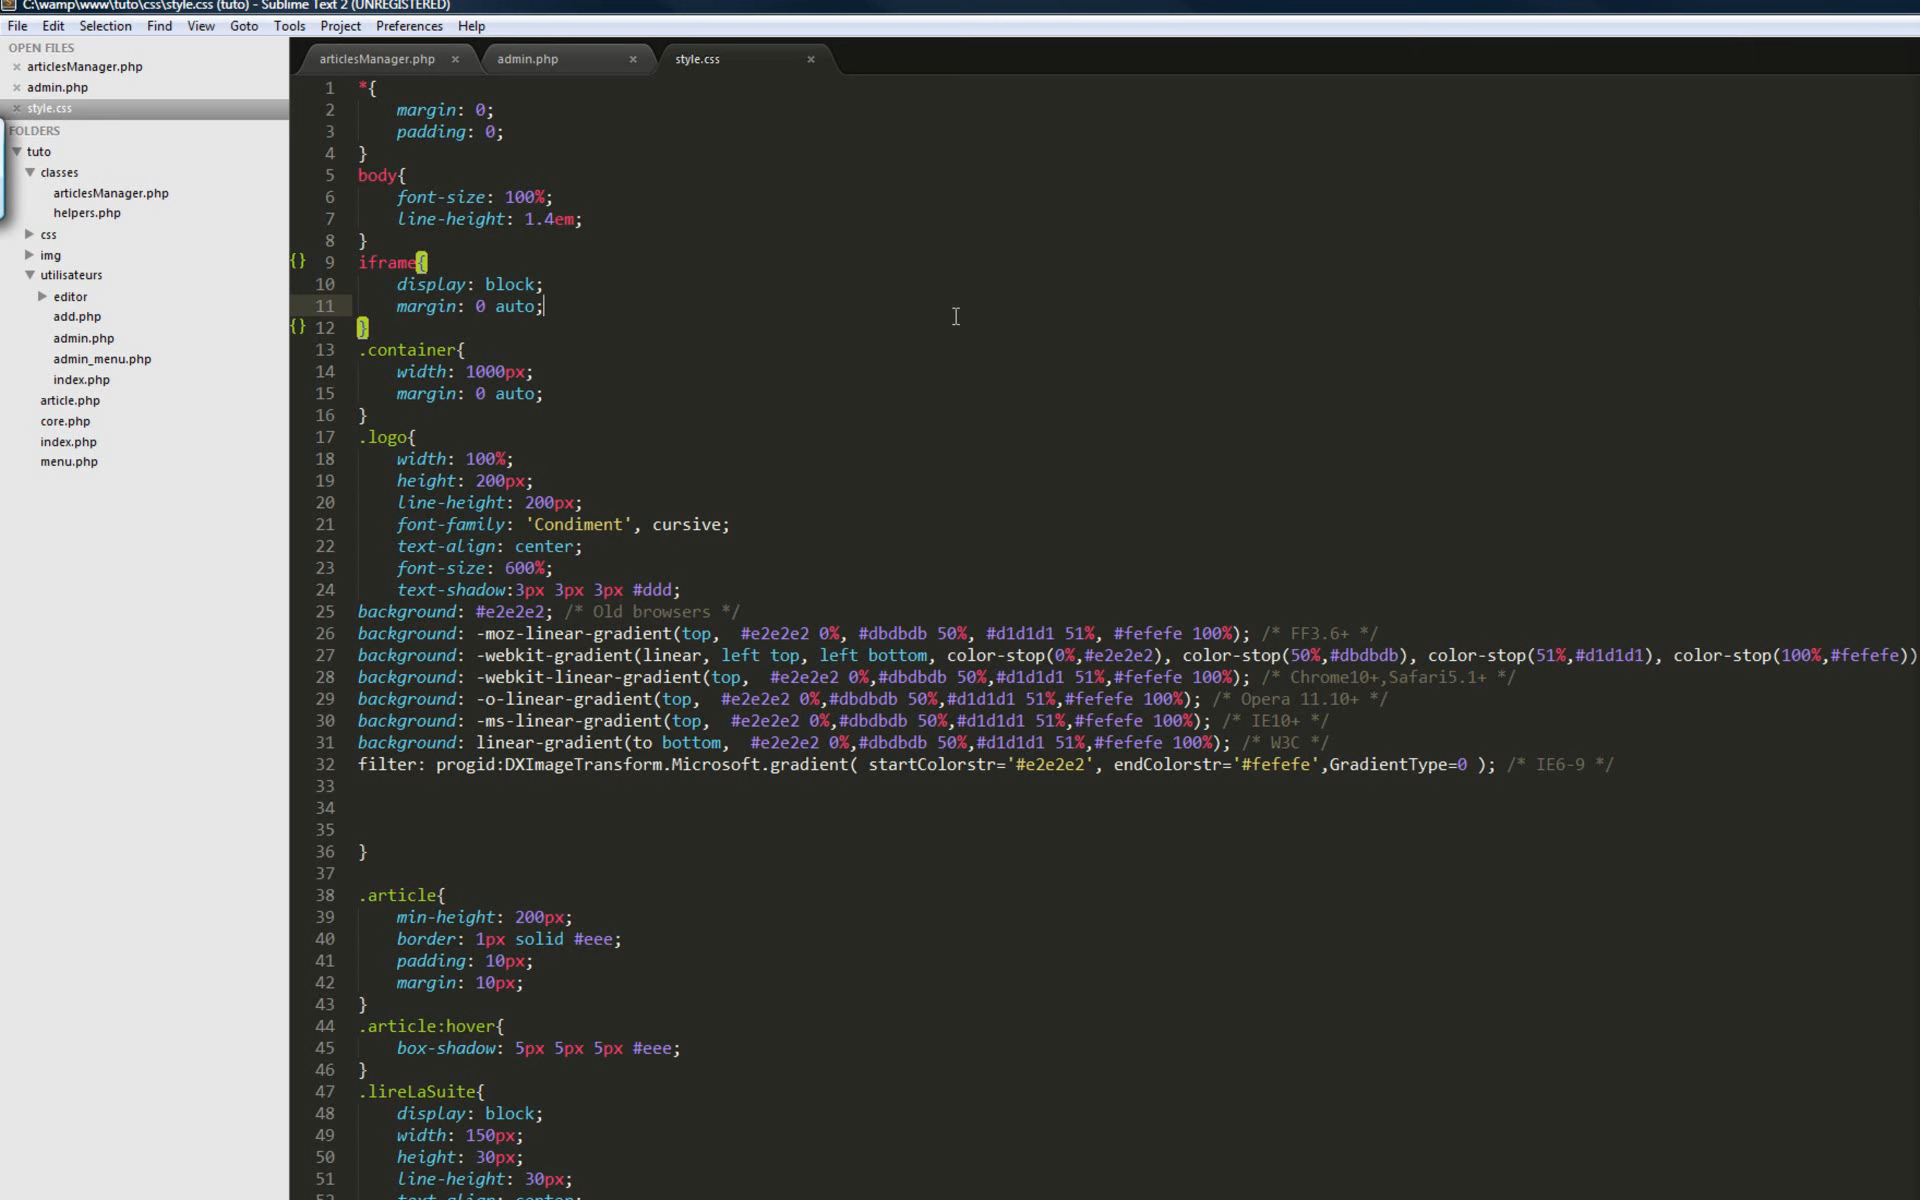 C:\wamp\www\tuto\css\style.css (tuto) - Sublime Text 2 (UNREGISTERED)
File Edit Selection Find View Goto Tools Project Preferences Help
OPEN FILES
articlesManager.php
admin.php
style.css
FOLDERS
tuto
classes
articlesManager.php
helpers.php
css
img
utilisateurs
editor
add.php
admin.php
admin_menu.php
index.php
article.php
core.php
index.php
menu.php
articlesManager.php × admin.php × style.css ×
1 *{
2 margin: 0;
3 padding: 0;
4 }
5 body{
6 font-size: 100%;
7 line-height: 1.4em;
8 }
{} 9 iframe{
10 display: block;
11 margin: 0 auto;
{} 12 }
13 .container{
14 width: 1000px;
15 margin: 0 auto;
16 }
17 .logo{
18 width: 100%;
19 height: 200px;
20 line-height: 200px;
21 font-family: 'Condiment', cursive;
22 text-align: center;
23 font-size: 600%;
24 text-shadow:3px 3px 3px #ddd;
25 background: #e2e2e2; /* Old browsers */
26 background: -moz-linear-gradient(top,  #e2e2e2 0%, #dbdbdb 50%, #d1d1d1 51%, #fefefe 100%); /* FF3.6+ */
27 background: -webkit-gradient(linear, left top, left bottom, color-stop(0%,#e2e2e2), color-stop(50%,#dbdbdb), color-stop(51%,#d1d1d1), color-stop(100%,#fefefe))
28 background: -webkit-linear-gradient(top,  #e2e2e2 0%,#dbdbdb 50%,#d1d1d1 51%,#fefefe 100%); /* Chrome10+,Safari5.1+ */
29 background: -o-linear-gradient(top,  #e2e2e2 0%,#dbdbdb 50%,#d1d1d1 51%,#fefefe 100%); /* Opera 11.10+ */
30 background: -ms-linear-gradient(top,  #e2e2e2 0%,#dbdbdb 50%,#d1d1d1 51%,#fefefe 100%); /* IE10+ */
31 background: linear-gradient(to bottom,  #e2e2e2 0%,#dbdbdb 50%,#d1d1d1 51%,#fefefe 100%); /* W3C */
32 filter: progid:DXImageTransform.Microsoft.gradient( startColorstr='#e2e2e2', endColorstr='#fefefe',GradientType=0 ); /* IE6-9 */
33
34
35
36 }
37
38 .article{
39 min-height: 200px;
40 border: 1px solid #eee;
41 padding: 10px;
42 margin: 10px;
43 }
44 .article:hover{
45 box-shadow: 5px 5px 5px #eee;
46 }
47 .lireLaSuite{
48 display: block;
49 width: 150px;
50 height: 30px;
51 line-height: 30px;
52 text-align: center;